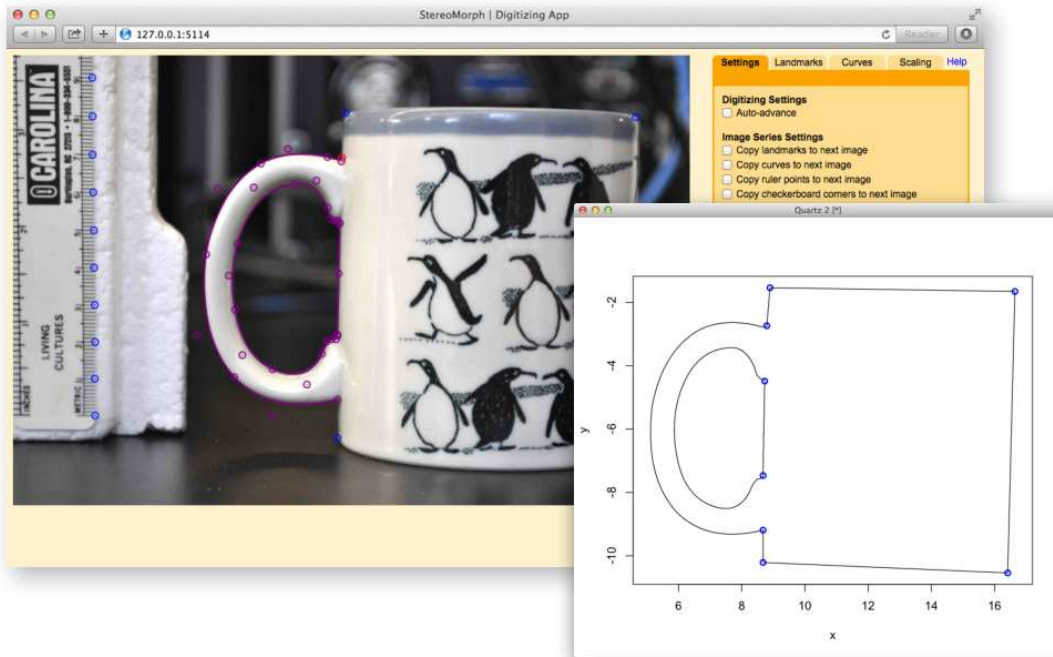 StereoMorph | Digitizing App
127.0.0.1:5114
Reader
Settings
Landmarks
Curves
Scaling
Help
Digitizing Settings
Auto-advance
Image Series Settings
Copy landmarks to next image
Copy curves to next image
Copy ruler points to next image
Copy checkerboard corners to next image
CAROLINA
LIVING
CULTURES
INCHES
METRIC 1
Quartz 2 [*]
-2
-4
-6
-8
-10
y
6
8
10
12
14
16
x